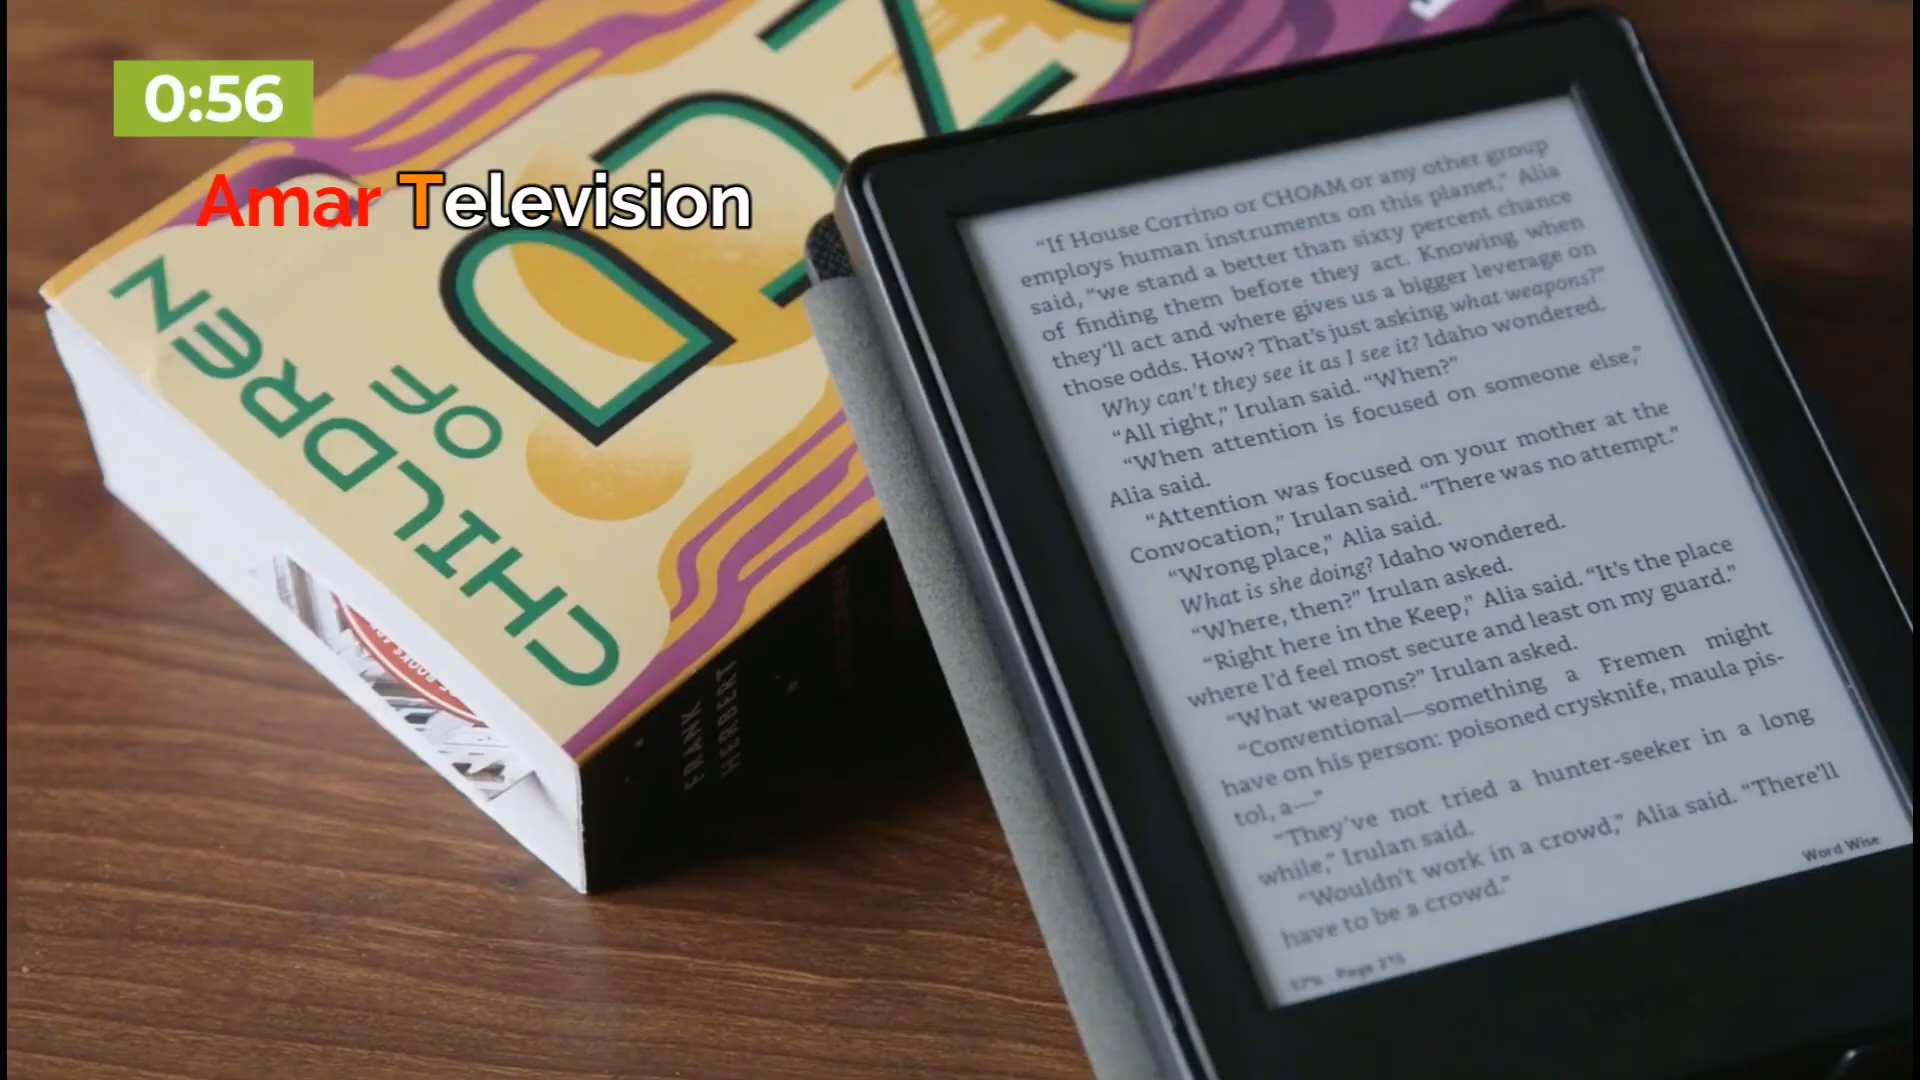 0:56
Amar Television
CHILDREN
OF
FRANK
HERBERT
“If House Corrino or CHOAM or any other group
employs human instruments on this planet,” Alia
said, “we stand a better than sixty percent chance
of finding them before they act. Knowing when
they’ll act and where gives us a bigger leverage on
those odds. How? That’s just asking what weapons?”
Why can’t they see it as I see it? Idaho wondered.
“All right,” Irulan said. “When?”
“When attention is focused on someone else,”
Alia said.
“Attention was focused on your mother at the
Convocation,” Irulan said. “There was no attempt.”
“Wrong place,” Alia said.
What is she doing? Idaho wondered.
“Where, then?” Irulan asked.
“Right here in the Keep,” Alia said. “It’s the place
where I’d feel most secure and least on my guard.”
“What weapons?” Irulan asked.
“Conventional—something a Fremen might
have on his person: poisoned crysknife, maula pis-
tol, a—”
“They’ve not tried a hunter-seeker in a long
while,” Irulan said.
“Wouldn’t work in a crowd,” Alia said. “There’ll
have to be a crowd.”
Word Wise